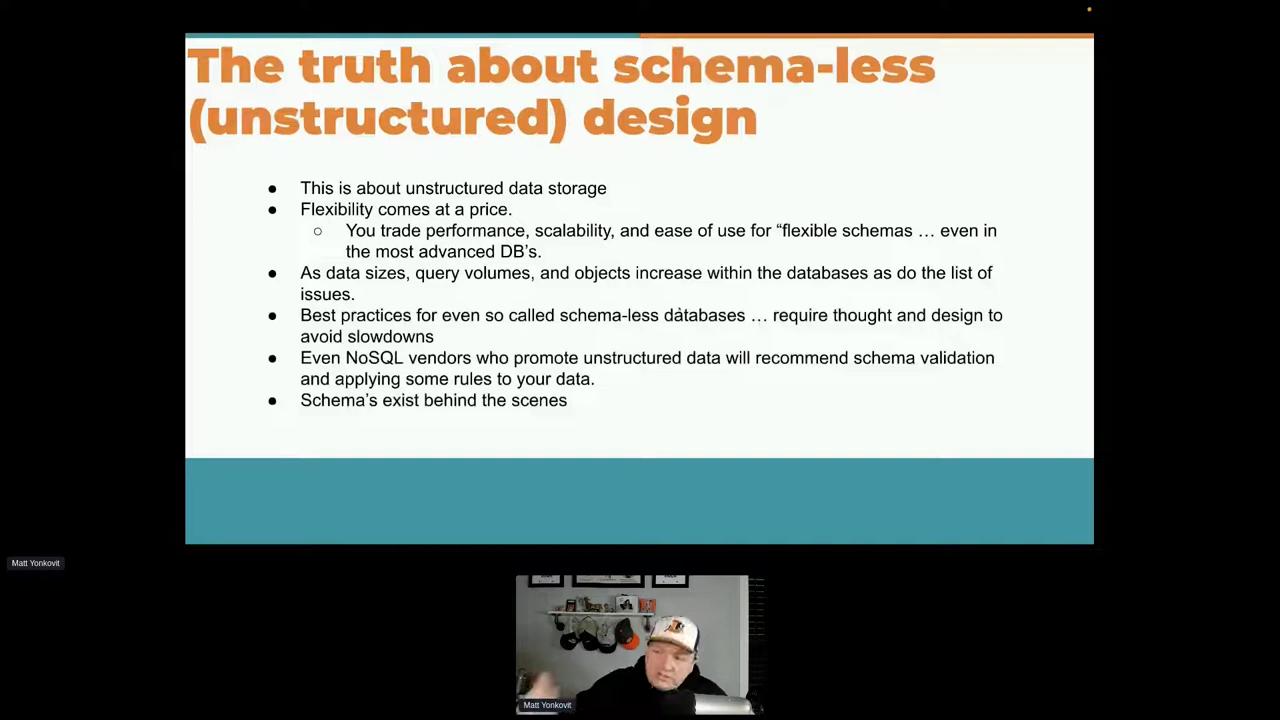 The truth about schema-less
(unstructured) design
● This is about unstructured data storage
● Flexibility comes at a price.
○ You trade performance, scalability, and ease of use for “flexible schemas … even in
the most advanced DB’s.
● As data sizes, query volumes, and objects increase within the databases as do the list of
issues.
● Best practices for even so called schema-less databases … require thought and design to
avoid slowdowns
● Even NoSQL vendors who promote unstructured data will recommend schema validation
and applying some rules to your data.
● Schema’s exist behind the scenes
Matt Yonkovit
Matt Yonkovit